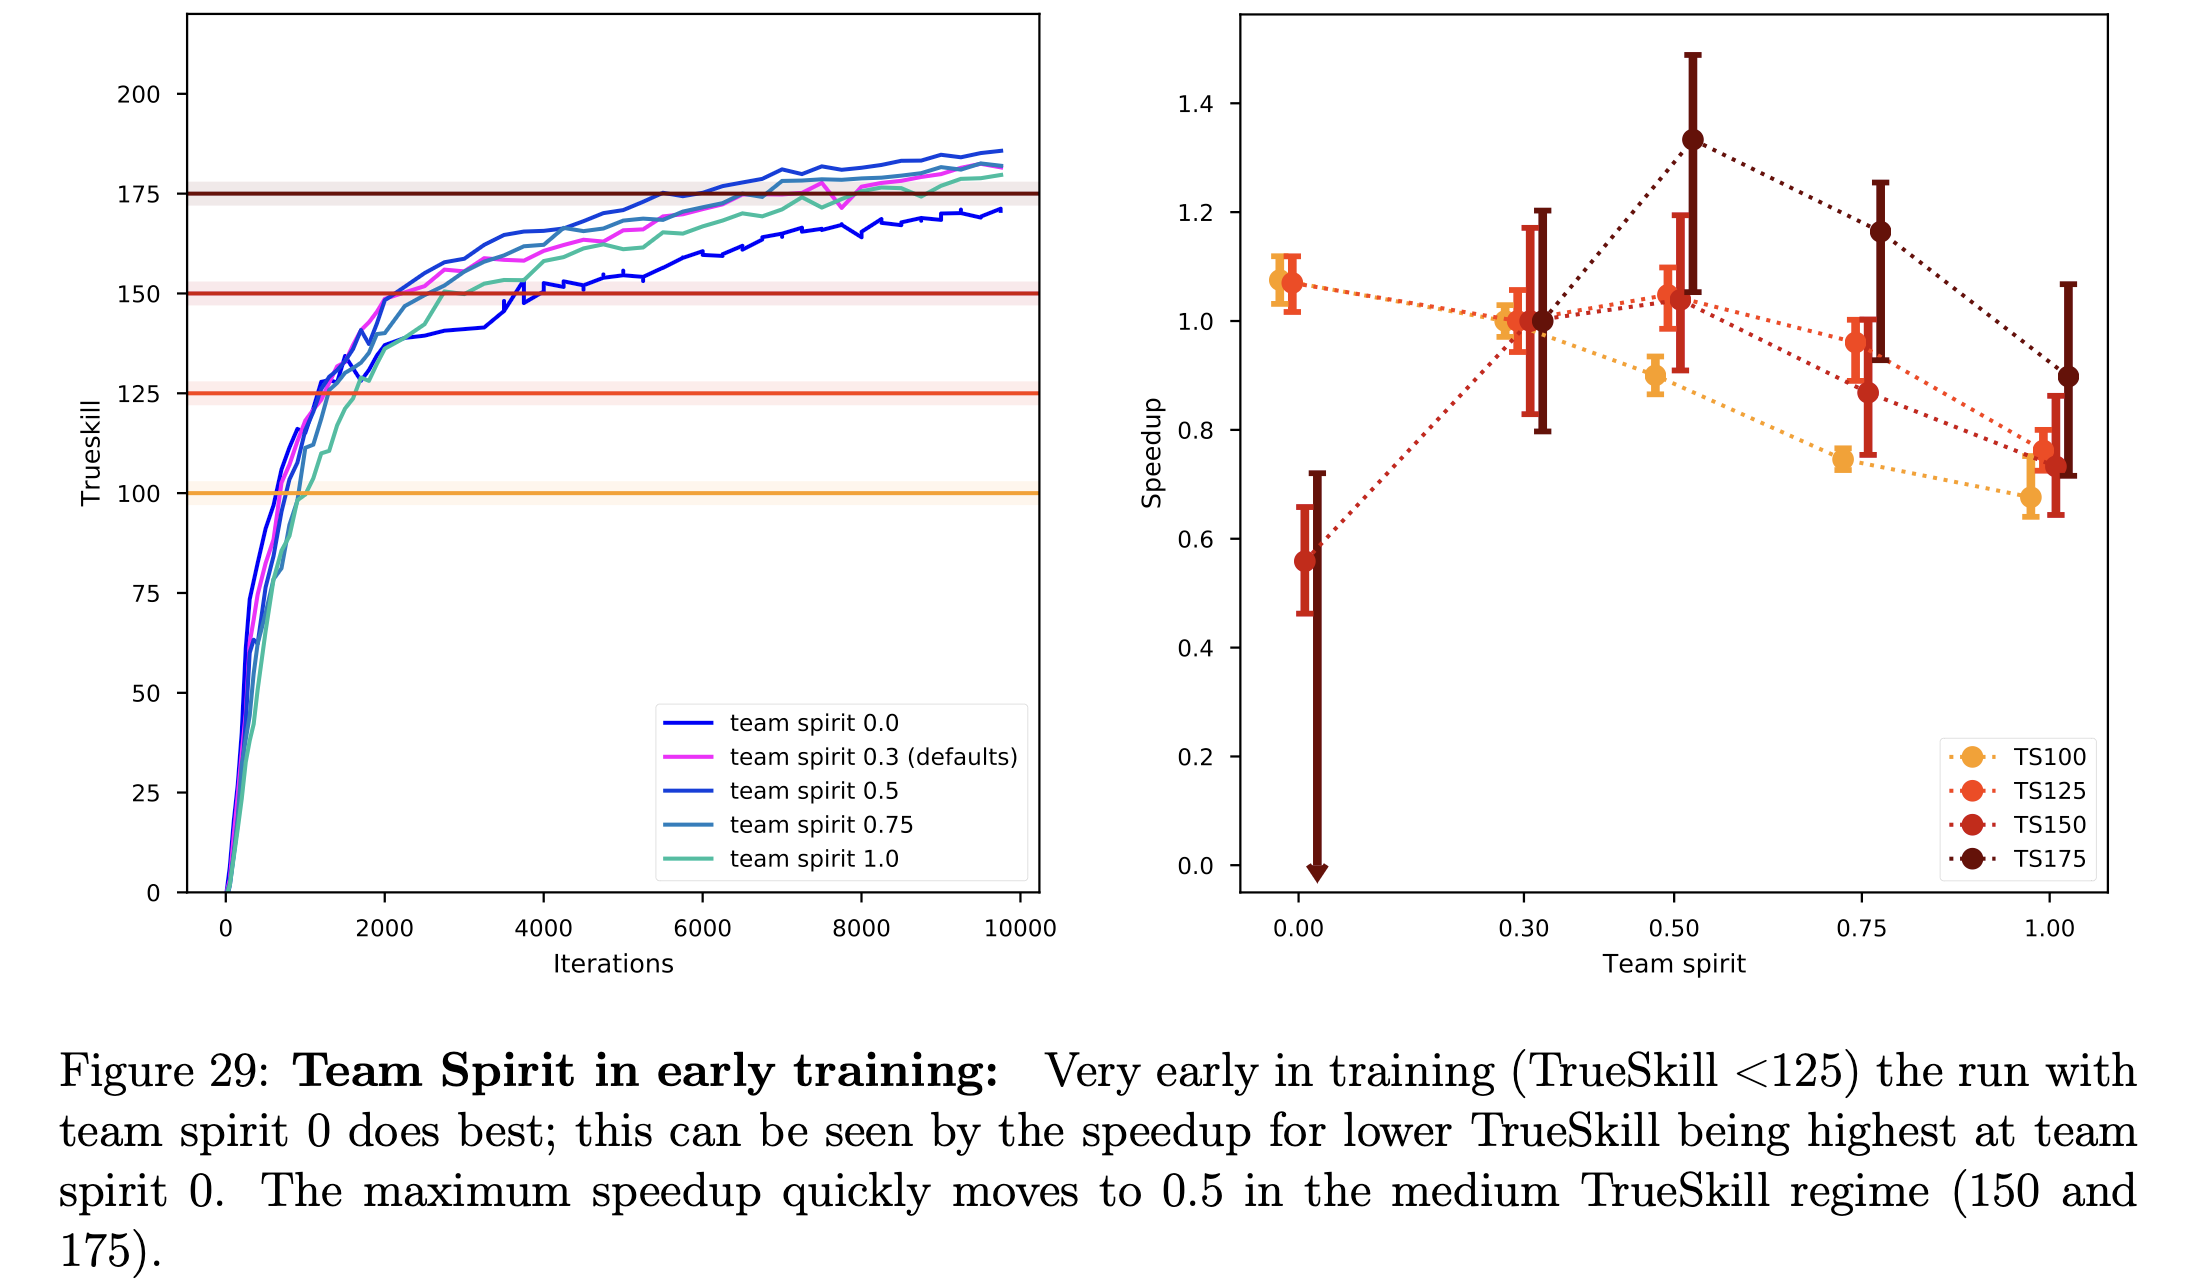 200
175
150
125
100
75
50
25
0
Trueskill
0
2000
4000
6000
8000
10000
Iterations
team spirit 0.0
team spirit 0.3 (defaults)
team spirit 0.5
team spirit 0.75
team spirit 1.0
1.4
1.2
1.0
0.8
0.6
0.4
0.2
0.0
Speedup
0.00
0.30
0.50
0.75
1.00
Team spirit
TS100
TS125
TS150
TS175
Figure 29: Team Spirit in early training: Very early in training (TrueSkill <125) the run with
team spirit 0 does best; this can be seen by the speedup for lower TrueSkill being highest at team
spirit 0. The maximum speedup quickly moves to 0.5 in the medium TrueSkill regime (150 and
175).